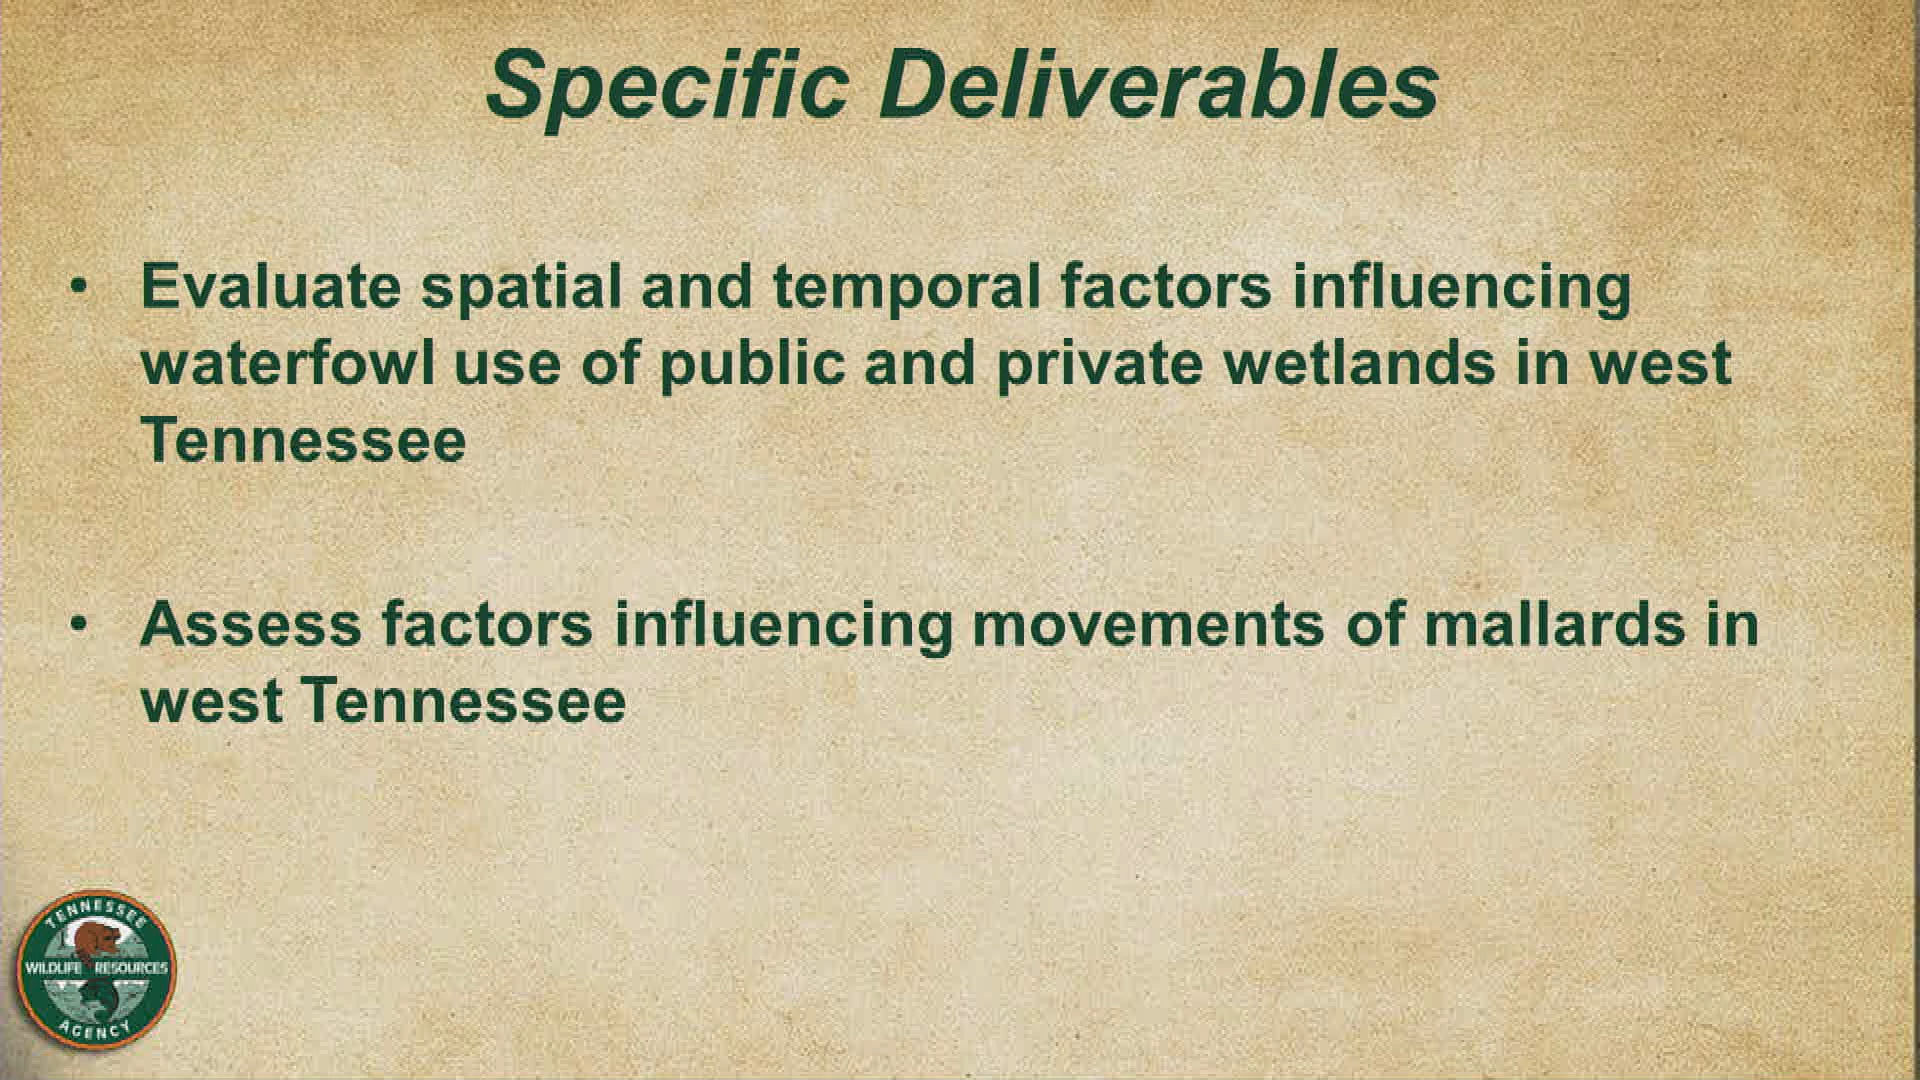 Specific Deliverables
• Evaluate spatial and temporal factors influencing
waterfowl use of public and private wetlands in west
Tennessee
• Assess factors influencing movements of mallards in
west Tennessee
TENNESSEE
WILDLIFE RESOURCES
AGENCY